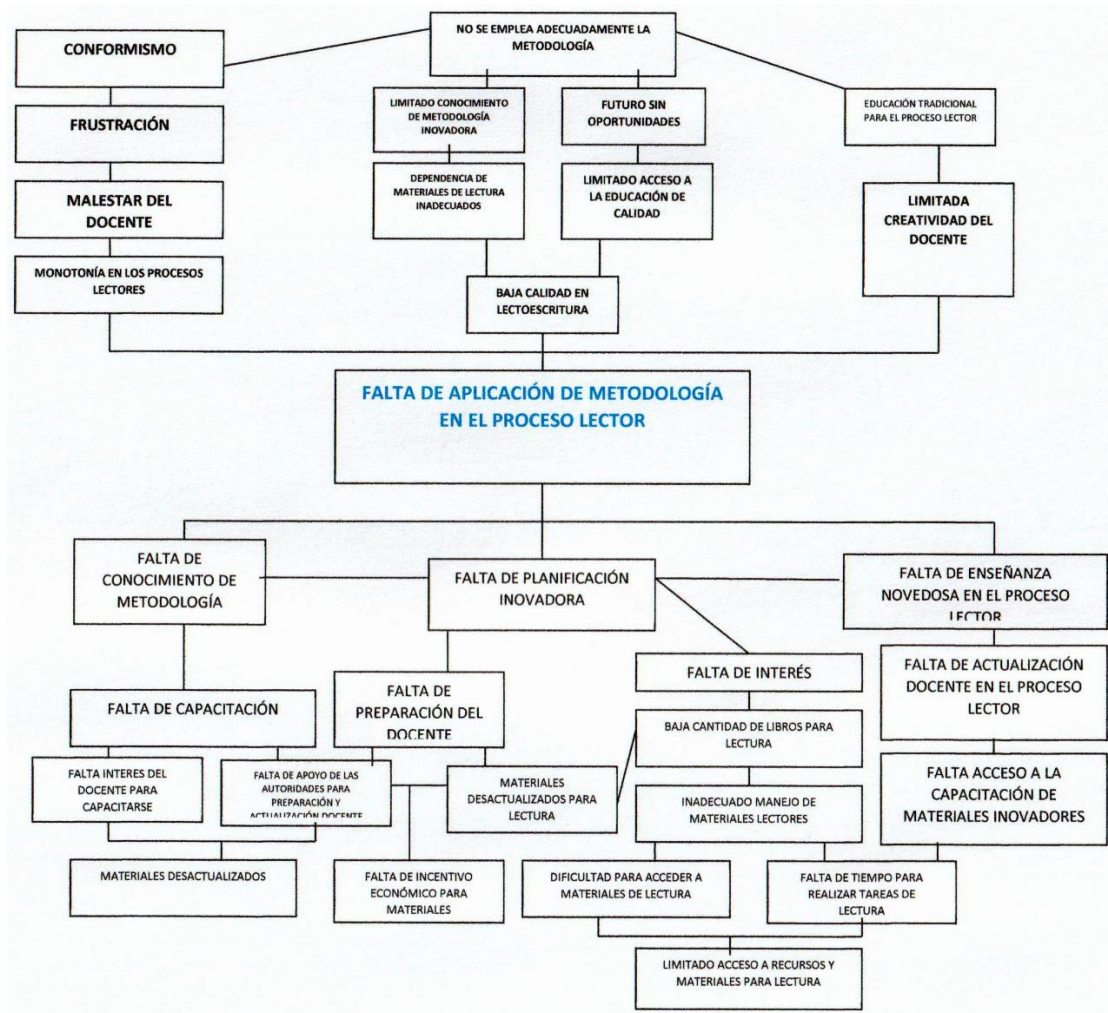 NO SE EMPLEA ADECUADAMENTE LA
METODOLOGÍA
CONFORMISMO
LIMITADO CONOCIMIENTO
DE METODOLOGÍA
INOVADORA
FUTURO SIN
OPORTUNIDADES
EDUCACIÓN TRADICIONAL
PARA EL PROCESO LECTOR
FRUSTRACIÓN
DEPENDENCIA DE
MATERIALES DE LECTURA
INADECUADOS
LIMITADO ACCESO A
LA EDUCACIÓN DE
CALIDAD
MALESTAR DEL
DOCENTE
LIMITADA
CREATIVIDAD DEL
DOCENTE
MONOTONÍA EN LOS PROCESOS
LECTORES
BAJA CALIDAD EN
LECTOESCRITURA
FALTA DE APLICACIÓN DE METODOLOGÍA
EN EL PROCESO LECTOR
FALTA DE
CONOCIMIENTO DE
METODOLOGÍA
FALTA DE PLANIFICACIÓN
INOVADORA
FALTA DE ENSEÑANZA
NOVEDOSA EN EL PROCESO
LECTOR
FALTA DE CAPACITACIÓN
FALTA DE
PREPARACIÓN DEL
DOCENTE
FALTA DE INTERÉS
FALTA DE ACTUALIZACIÓN
DOCENTE EN EL PROCESO
LECTOR
BAJA CANTIDAD DE LIBROS PARA
LECTURA
FALTA INTERES DEL
DOCENTE PARA
CAPACITARSE
FALTA DE APOYO DE LAS
AUTORIDADES PARA
PREPARACIÓN Y
ACTUALIZACIÓN DOCENTE
MATERIALES
DESACTUALIZADOS PARA
LECTURA
INADECUADO MANEJO DE
MATERIALES LECTORES
FALTA ACCESO A LA
CAPACITACIÓN DE
MATERIALES INOVADORES
MATERIALES DESACTUALIZADOS
FALTA DE INCENTIVO
ECONÓMICO PARA
MATERIALES
DIFICULTAD PARA ACCEDER A
MATERIALES DE LECTURA
FALTA DE TIEMPO PARA
REALIZAR TAREAS DE
LECTURA
LIMITADO ACCESO A RECURSOS Y
MATERIALES PARA LECTURA